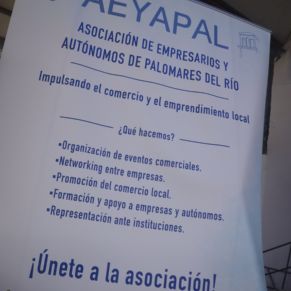 AEYAPAL
ASOCIACIÓN DE EMPRESARIOS Y
AUTÓNOMOS DE PALOMARES DEL RÍO
Impulsando el comercio y el emprendimiento local
¿Qué hacemos?
•Organización de eventos comerciales.
•Networking entre empresas.
•Promoción del comercio local.
•Formación y apoyo a empresas y autónomos.
•Representación ante instituciones.
¡Únete a la asociación!